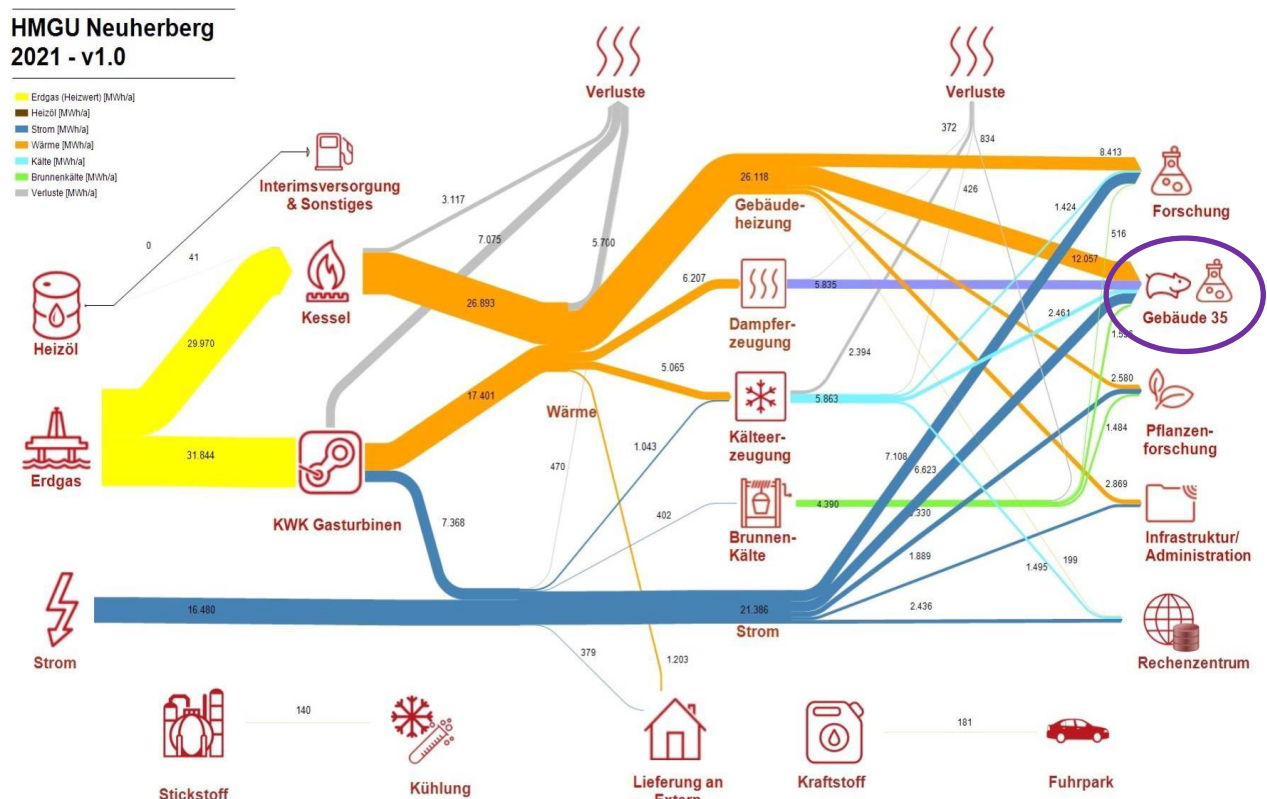 HMGU Neuherberg
2021 - v1.0
Erdgas (Heizwert) [MWh/a]
Heizöl [MWh/a]
Strom [MWh/a]
Wärme [MWh/a]
Kälte [MWh/a]
Brunnenkälte [MWh/a]
Verluste [MWh/a]
Verluste
Verluste
Interimsversorgung
& Sonstiges
0
41
3.117
7.075
5.700
372
834
426
8.413
26.118
Gebäude-
heizung
1.424
Forschung
516
12.057
Heizöl
Kessel
26.893
6.207
5.835
Dampfer-
zeugung
2.461
Gebäude 35
29.970
2.394
5.065
2.580
17.401
Wärme
5.863
Kälteer-
zeugung
1.484
Pflanzen-
forschung
Erdgas
31.844
KWK Gasturbinen
470
1.043
7.108
6.623
2.869
7.368
402
4.390
Brunnen-
Kälte
Infrastruktur/
Administration
1.889
1.495
199
Strom
16.480
21.386
Strom
2.436
Rechenzentrum
379
1.203
Stickstoff
140
Kühlung
Lieferung an
Extern
Kraftstoff
181
Fuhrpark